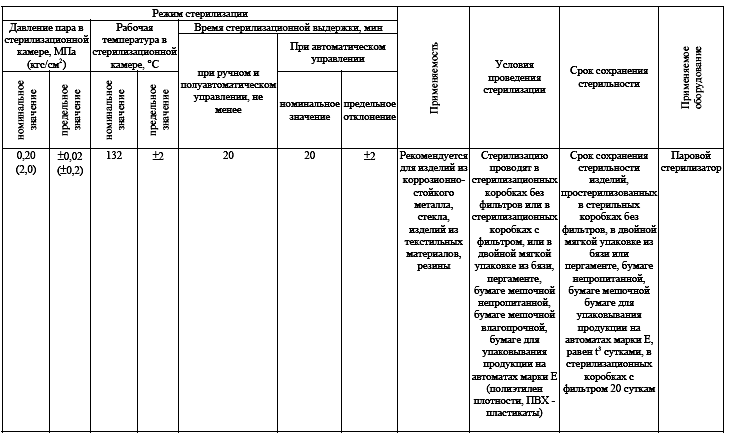 Режим стерилизации
Давление пара в
стерилизационной
камере, МПа
(кгс/см²)
Рабочая
температура в
стерилизационной
камере, °С
Время стерилизационной выдержки, мин
при ручном и
полуавтоматическом
управлении, не
менее
При автоматическом
управлении
номинальное
значение
предельное
значение
номинальное
значение
предельное
значение
номинальное
значение
предельное
отклонение
Применяемость
Условия
проведения
стерилизации
Срок сохранения
стерильности
Применяемое
оборудование
0,20
(2,0)
±0,02
(±0,2)
132
±2
20
20
±2
Рекомендуется
для изделий из
коррозионно-
стойкого
металла,
стекла,
изделий из
текстильных
материалов,
резины
Стерилизацию
проводят в
стерилизационных
коробках без
фильтров или в
стерилизационных
коробках с
фильтром, или в
двойной мягкой
упаковке из бязи,
пергаменте,
бумаге мешочной
непропитанной,
бумаге мешочной
влагопрочной,
бумаге для
упаковывания
продукции на
автоматах марки Е
(полиэтилен
плотности, ПВХ -
пластикаты)
Срок сохранения
стерильности
изделий,
простерилизованных
в стерильных
коробках без
фильтров, в двойной
мягкой упаковке из
бязи или
пергаменте, бумаге
непропитанной,
бумаге мешочной
бумаге для
упаковывания
продукции на
автоматах марки Е,
равен t³ сутками, в
стерилизационных
коробках с
фильтром 20 суткам
Паровой
стерилизатор